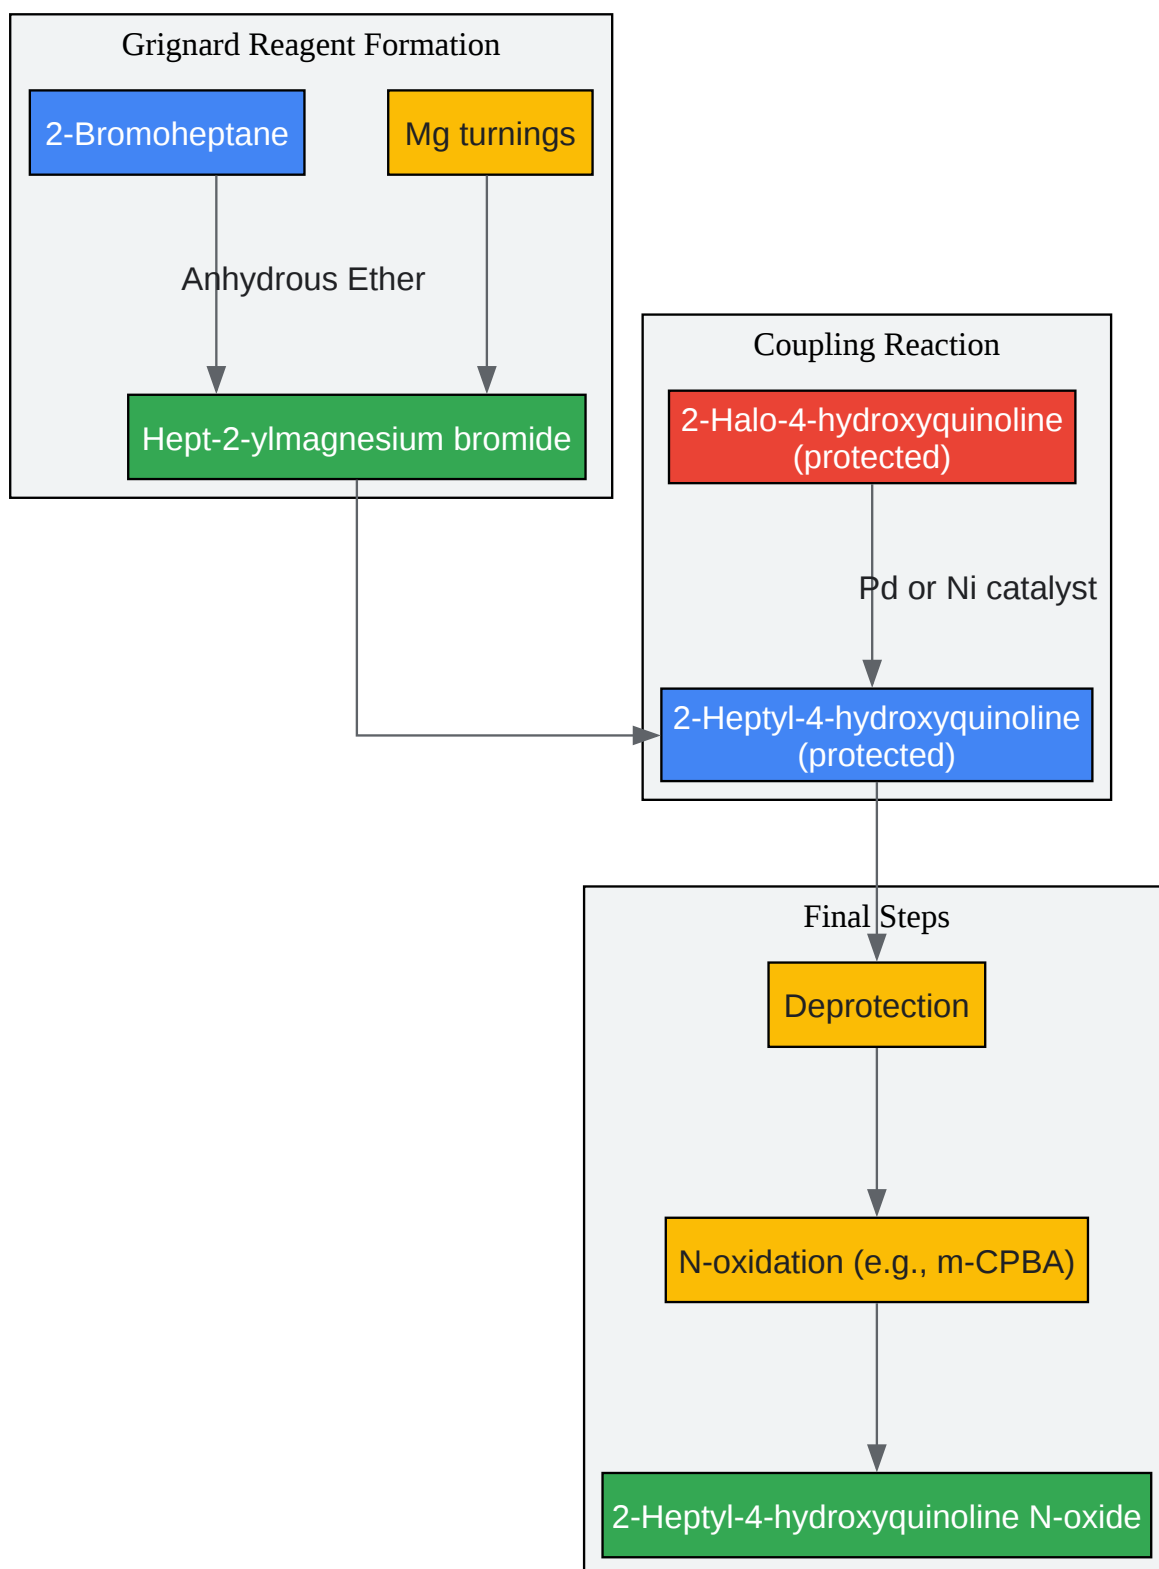 Grignard Reagent Formation
2-Bromoheptane
Mg turnings
Anhydrous Ether
Hept-2-ylmagnesium bromide
Coupling Reaction
2-Halo-4-hydroxyquinoline
(protected)
Pd or Ni catalyst
2-Heptyl-4-hydroxyquinoline
(protected)
Final Steps
Deprotection
N-oxidation (e.g., m-CPBA)
2-Heptyl-4-hydroxyquinoline N-oxide